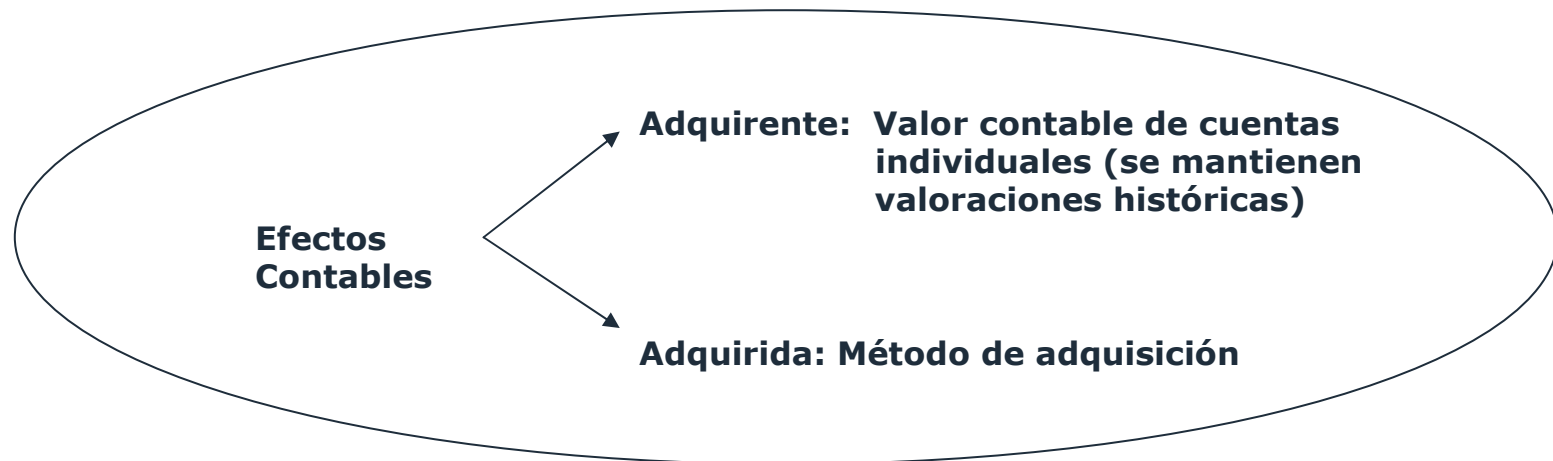 Adquirente: Valor contable de cuentas
individuales (se mantienen
valoraciones históricas)
Efectos
Contables
Adquirida: Método de adquisición